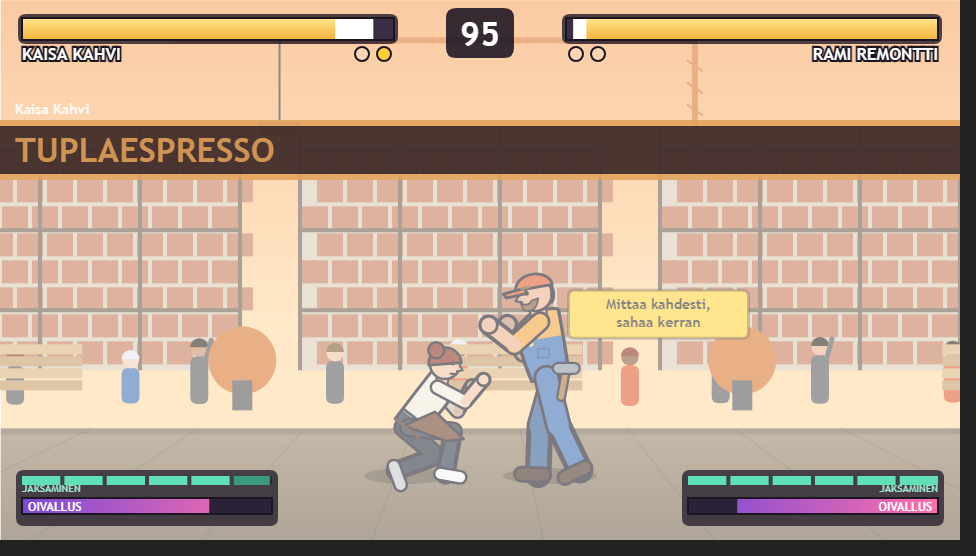 95
KAISA KAHVI
RAMI REMONTTI
Kaisa Kahvi
TUPLAESPRESSO
Mittaa kahdesti,
sahaa kerran
JAKSAMINEN
OIVALLUS
JAKSAMINEN
OIVALLUS